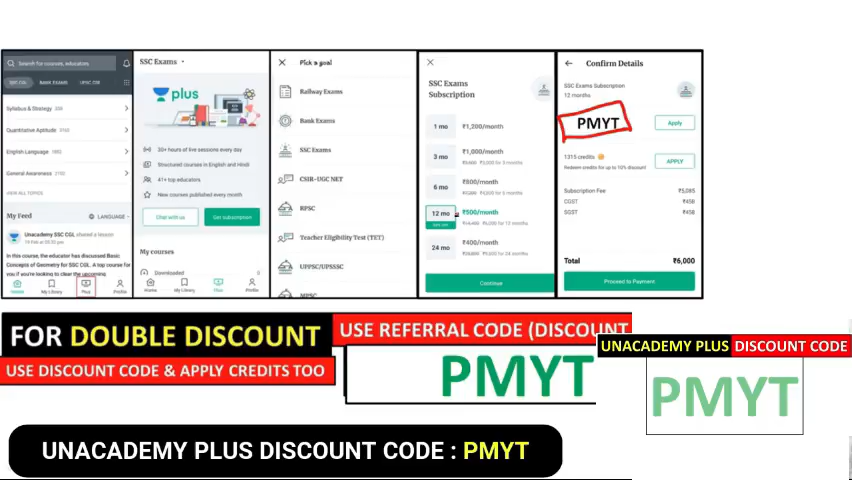 Search for courses, educators
SSC CGL BANK EXAMS UPSC CSE
Syllabus & Strategy
Quantitative Aptitude
English Language
General Awareness
VIEW ALL TOPICS
My Feed LANGUAGE
Unacademy SSC CGL shared a lesson
In this course, the educator has discussed Basic
Concepts of Geometry for SSC CGL. A top course for
you if you're looking to clear the upcoming
Home My Library Plus Profile
SSC Exams
plus
30+ hours of live sessions every day
Structured courses in English and Hindi
41+ top educators
New courses published every month
Chat with us Get subscription
My courses
Downloaded 0
Home My Library Plus Profile
Pick a goal
Railway Exams
Bank Exams
SSC Exams
CSIR-UGC NET
RPSC
Teacher Eligibility Test (TET)
UPPSC/UPSSSC
MPSC
SSC Exams
Subscription
1 mo ₹1,200/month
3 mo ₹1,000/month
6 mo ₹800/month
12 mo ₹500/month
24 mo ₹400/month
Continue
Confirm Details
SSC Exams Subscription
12 months
PMYT Apply
1315 credits
Redeem credits for up to 10% discount
APPLY
Subscription Fee ₹5,085
CGST ₹458
SGST ₹458
Total ₹6,000
Proceed to Payment
FOR DOUBLE DISCOUNT
USE DISCOUNT CODE & APPLY CREDITS TOO
USE REFERRAL CODE (DISCOUNT
PMYT
UNACADEMY PLUS DISCOUNT CODE
PMYT
UNACADEMY PLUS DISCOUNT CODE : PMYT